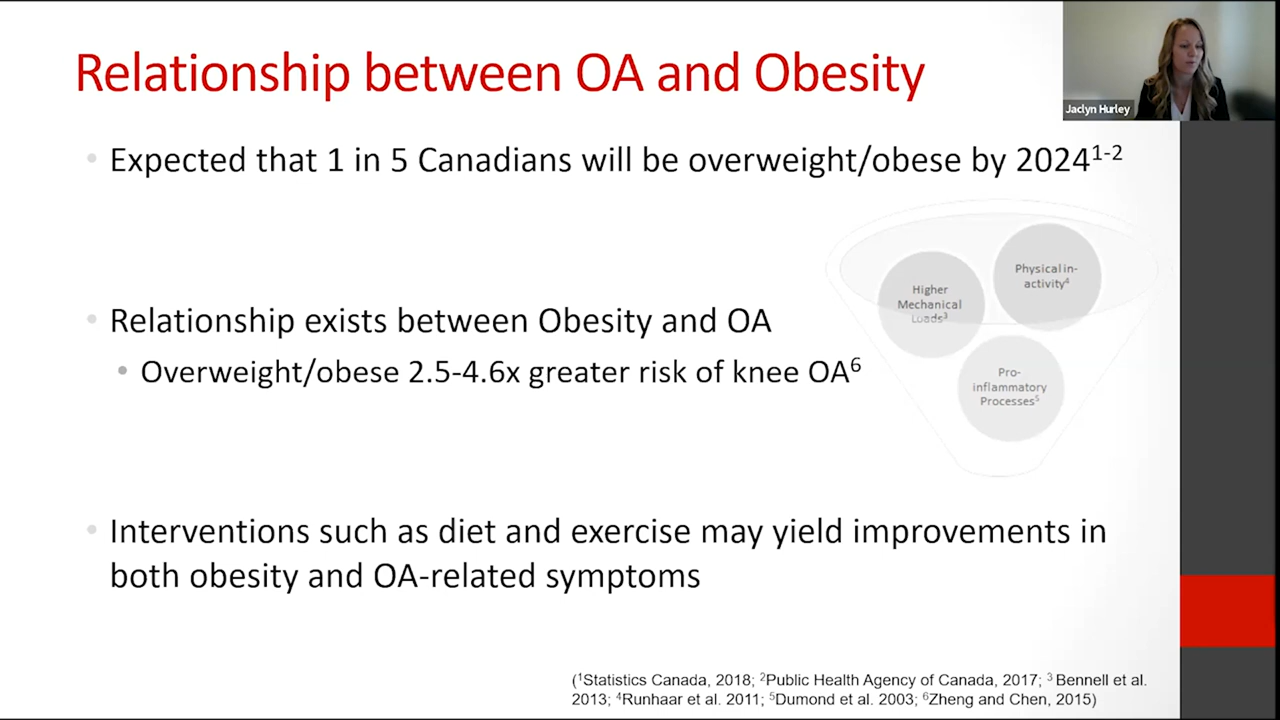 Relationship between OA and Obesity
Jaclyn Hurley
• Expected that 1 in 5 Canadians will be overweight/obese by 2024¹⁻²
Physical in-
activity⁴
Higher
Mechanical
Loads³
• Relationship exists between Obesity and OA
• Overweight/obese 2.5-4.6x greater risk of knee OA⁶
Pro-
inflammatory
Processes⁵
• Interventions such as diet and exercise may yield improvements in
both obesity and OA-related symptoms
(¹Statistics Canada, 2018; ²Public Health Agency of Canada, 2017; ³ Bennell et al.
2013; ⁴Runhaar et al. 2011; ⁵Dumond et al. 2003; ⁶Zheng and Chen, 2015)